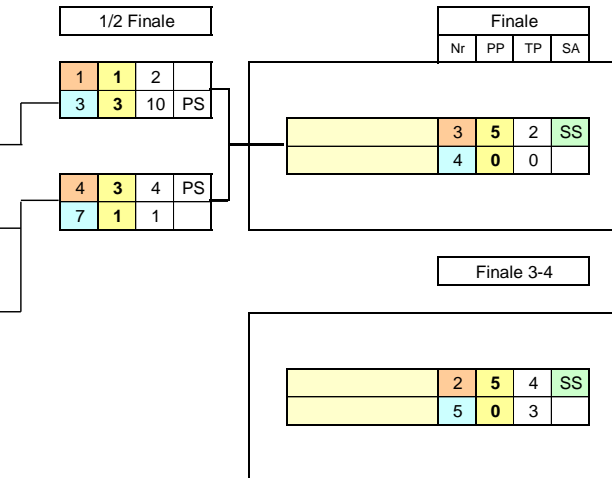 1/2 Finale
Finale
Nr PP TP SA
1 1 2
3 3 10 PS
3 5 2 SS
4 0 0
4 3 4 PS
7 1 1
Finale 3-4
2 5 4 SS
5 0 3